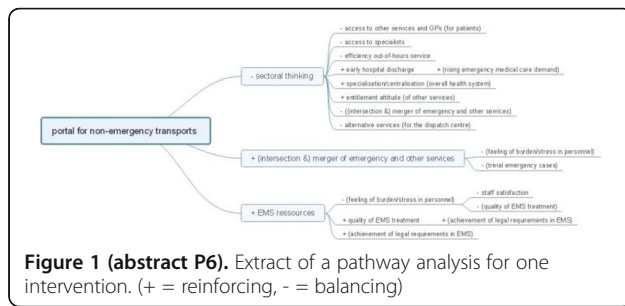 - access to other services and GPs (for patients)
- access to specialists
- efficiency out-of-hours service
+ early hospital discharge + (rising emergency medical care demand)
- sectoral thinking
+ specialisation/centralisation (overall health system)
+ entitlement attitude (of other services)
- ((intersection &) merger of emergency and other services)
- alternative services (for the dispatch centre)
portal for non-emergency transports
+ (intersection &) merger of emergency and other services
- (feeling of burden/stress in personnel)
- (trivial emergency cases)
+ EMS ressources
- (feeling of burden/stress in personnel)
- staff satisfaction
- (quality of EMS treatment)
+ quality of EMS treatment + (achievement of legal requirements in EMS)
+ (achievement of legal requirements in EMS)
Figure 1 (abstract P6). Extract of a pathway analysis for one
intervention. (+ = reinforcing, - = balancing)